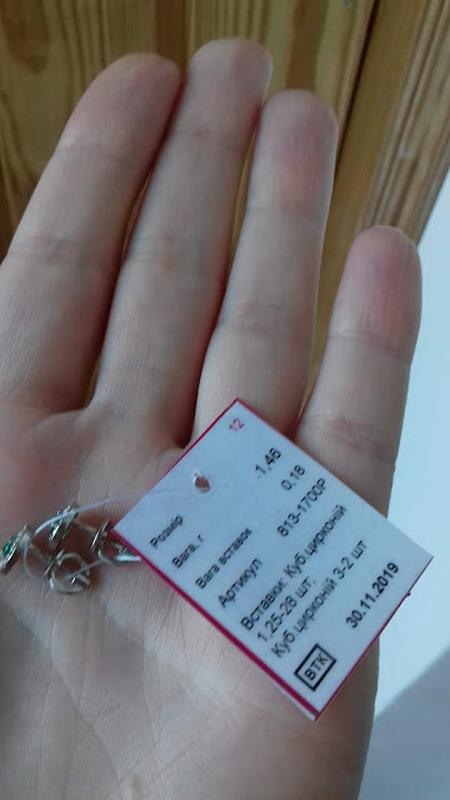 12
Розмір
Вага, г 1,46
Вага вставок 0,18
Артикул 813-1700Р
Вставки: Куб.цирконій
1,25-28 шт,
Куб.цирконій 3-2 шт
ВТК 30.11.2019